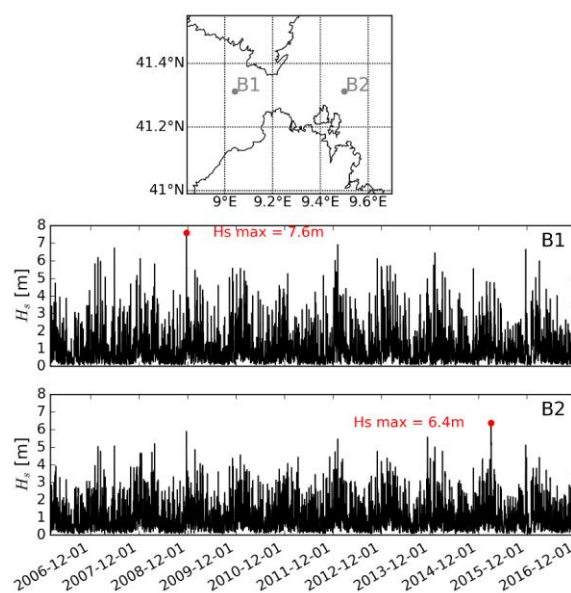 41.4°N
B1 B2
41.2°N
41°N
9°E 9.2°E 9.4°E 9.6°E
8
Hs max = 7.6m
B1
7
6
5
4
3
2
1
0
Hs [m]
8
B2
7
Hs max = 6.4m
6
5
4
3
2
1
0
Hs [m]
2006-12-01 2007-12-01 2008-12-01 2009-12-01 2010-12-01 2011-12-01 2012-12-01 2013-12-01 2014-12-01 2015-12-01 2016-12-01